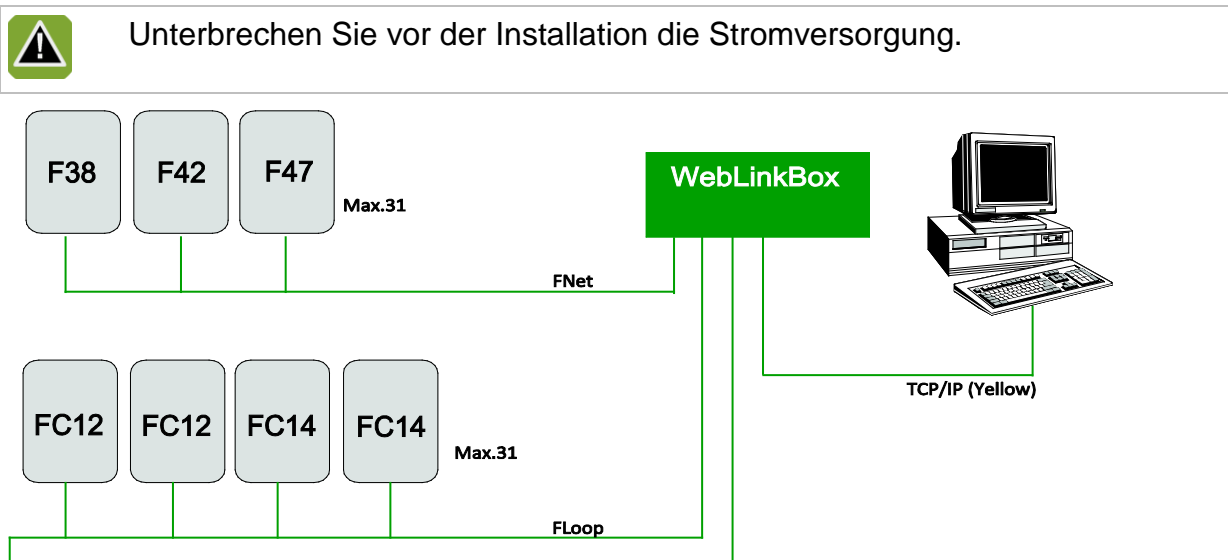 Unterbrechen Sie vor der Installation die Stromversorgung.
F38
F42
F47
Max.31
WebLinkBox
FNet
TCP/IP (Yellow)
FC12
FC12
FC14
FC14
Max.31
FLoop